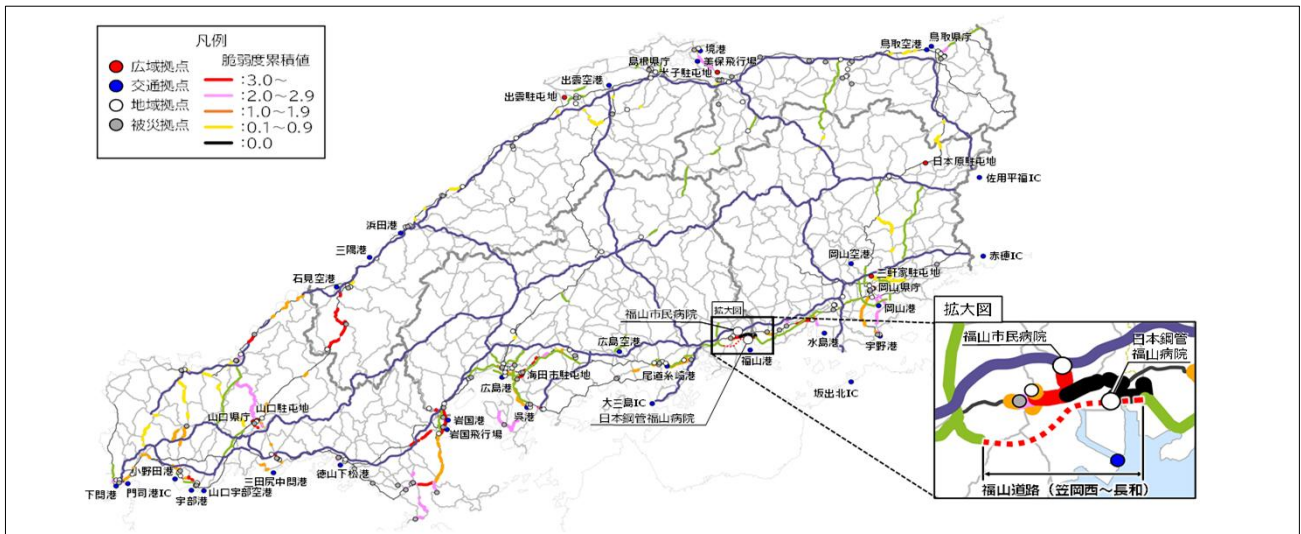 凡例
広域拠点
交通拠点
地域拠点
被災拠点
脆弱度累積値
:3.0～
:2.0～2.9
:1.0～1.9
:0.1～0.9
:0.0
境港
美保飛行場
島根県庁
米子駐屯地
出雲空港
出雲駐屯地
鳥取空港
鳥取県庁
日本原駐屯地
佐用平福IC
浜田港
三隅港
石見空港
岡山空港
赤穂IC
三軒家駐屯地
岡山県庁
岡山港
拡大図
福山市民病院
広島空港
福山港
水島港
宇野港
坂出北IC
海田市駐屯地
尾道糸崎港
広島港
呉港
大三島IC
日本鋼管福山病院
岩国港
岩国飛行場
山口県庁
山口駐屯地
小野田港
三田尻中関港
徳山下松港
下関港
門司港IC
宇部港
山口宇部空港
拡大図
福山市民病院
日本鋼管
福山病院
福山道路（笠岡西～長和）